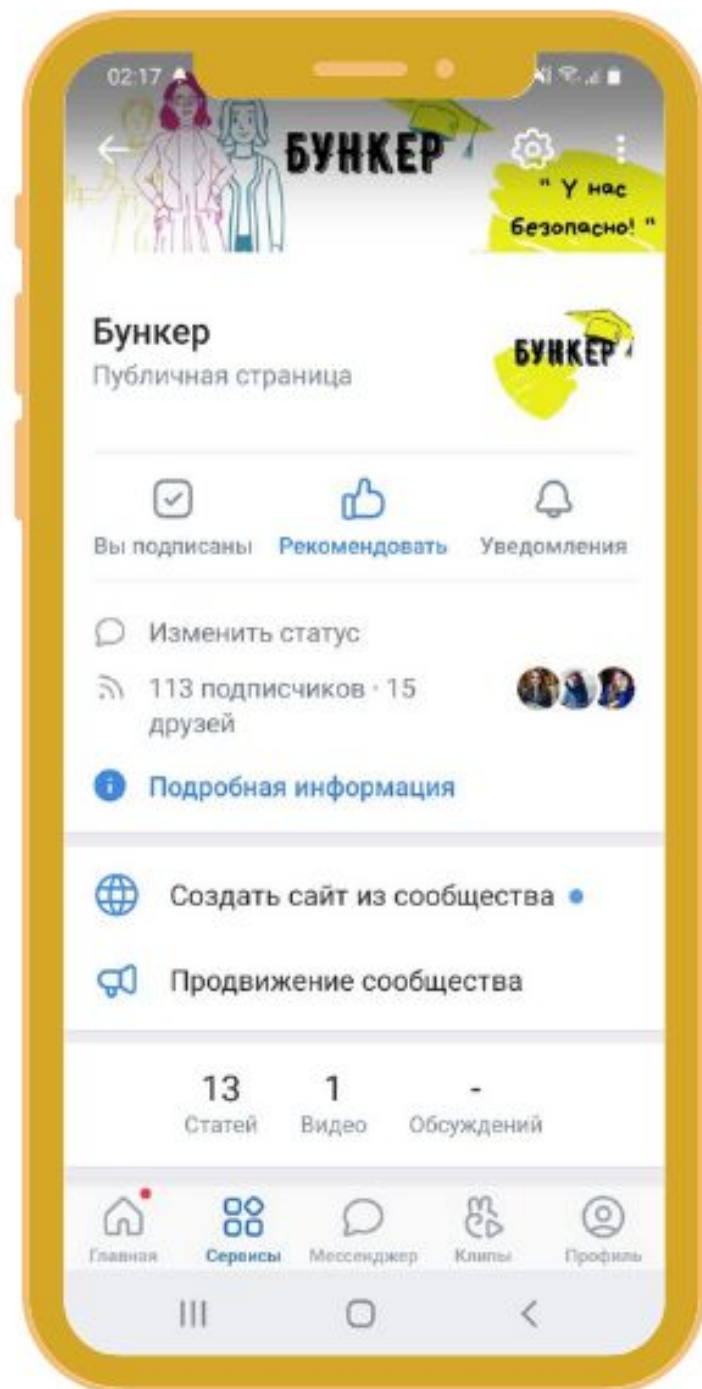 02:17
БУНКЕР
" У нас
безопасно! "
Бункер
Публичная страница
БУНКЕР
Вы подписаны
Рекомендовать
Уведомления
Изменить статус
113 подписчиков · 15
друзей
Подробная информация
Создать сайт из сообщества
Продвижение сообщества
13
1
-
Статей
Видео
Обсуждений
Главная
Сервисы
Мессенджер
Клипы
Профиль